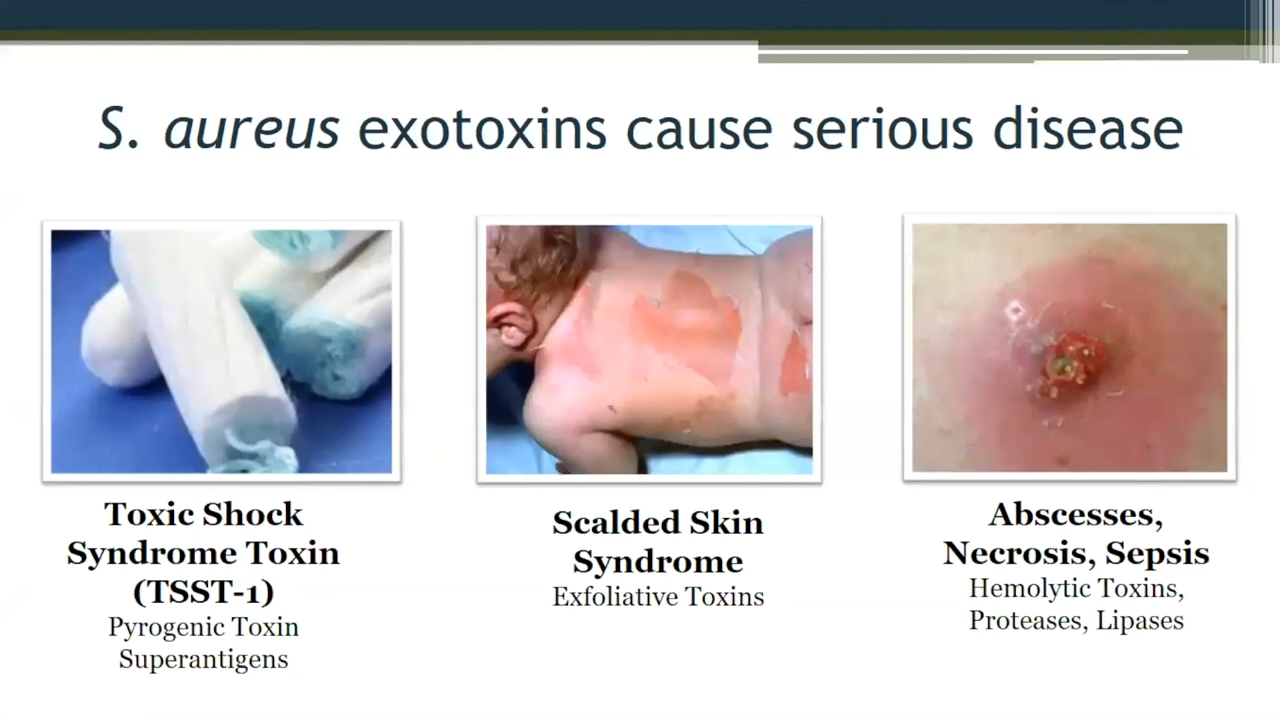 S. aureus exotoxins cause serious disease
Toxic Shock
Syndrome Toxin
(TSST-1)
Pyrogenic Toxin
Superantigens
Scalded Skin
Syndrome
Exfoliative Toxins
Abscesses,
Necrosis, Sepsis
Hemolytic Toxins,
Proteases, Lipases